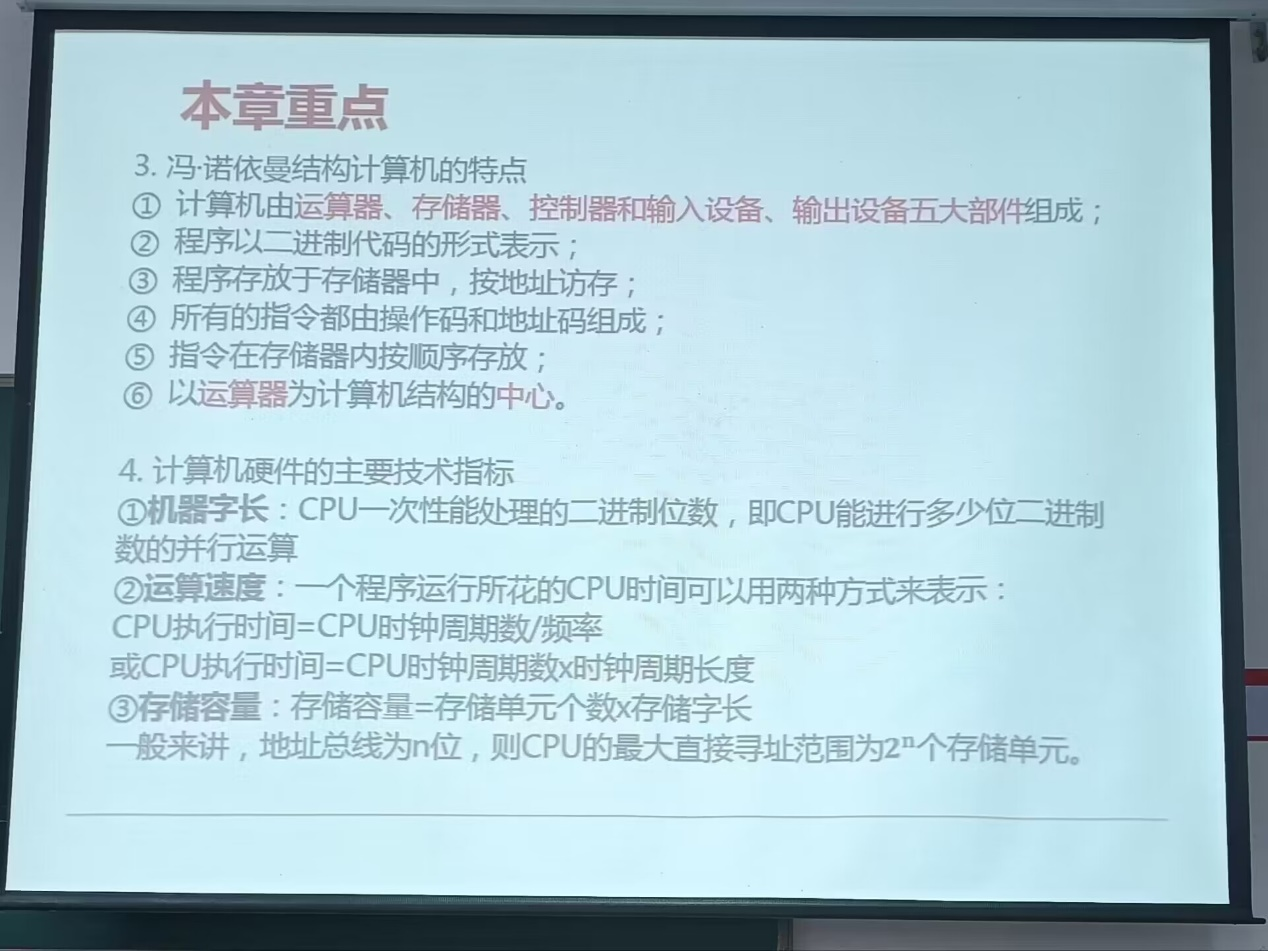 本章重点
3. 冯·诺依曼结构计算机的特点
① 计算机由运算器、存储器、控制器和输入设备、输出设备五大部件组成；
② 程序以二进制代码的形式表示；
③ 程序存放于存储器中，按地址访存；
④ 所有的指令都由操作码和地址码组成；
⑤ 指令在存储器内按顺序存放；
⑥ 以运算器为计算机结构的中心。
4. 计算机硬件的主要技术指标
①机器字长：CPU一次性能处理的二进制位数，即CPU能进行多少位二进制
数的并行运算
②运算速度：一个程序运行所花的CPU时间可以用两种方式来表示：
CPU执行时间=CPU时钟周期数/频率
或CPU执行时间=CPU时钟周期数x时钟周期长度
③存储容量：存储容量=存储单元个数x存储字长
一般来讲，地址总线为n位，则CPU的最大直接寻址范围为2ⁿ个存储单元。